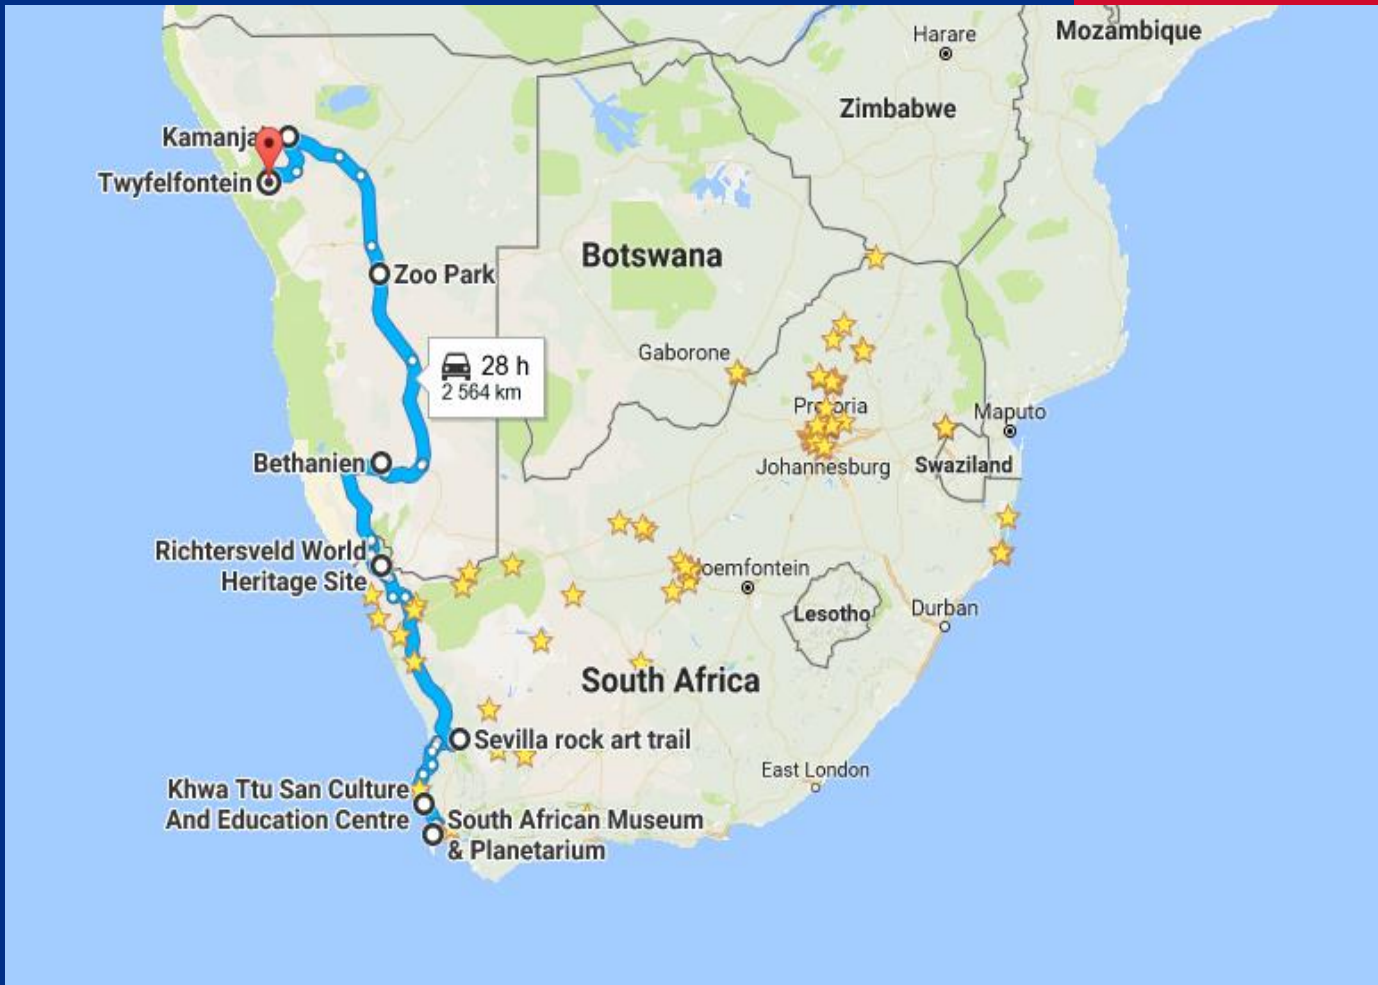 Harare
Mozambique
Zimbabwe
Twyfelfontein
Botswana
Zoo Park
28 h
2 564 km
Gaborone
Maputo
Johannesburg
Swaziland
Bethanien
Richtersveld World
Heritage Site
Lesotho
Durban
South Africa
Sevilla rock art trail
East London
Khwa Ttu San Culture
And Education Centre
South African Museum
& Planetarium